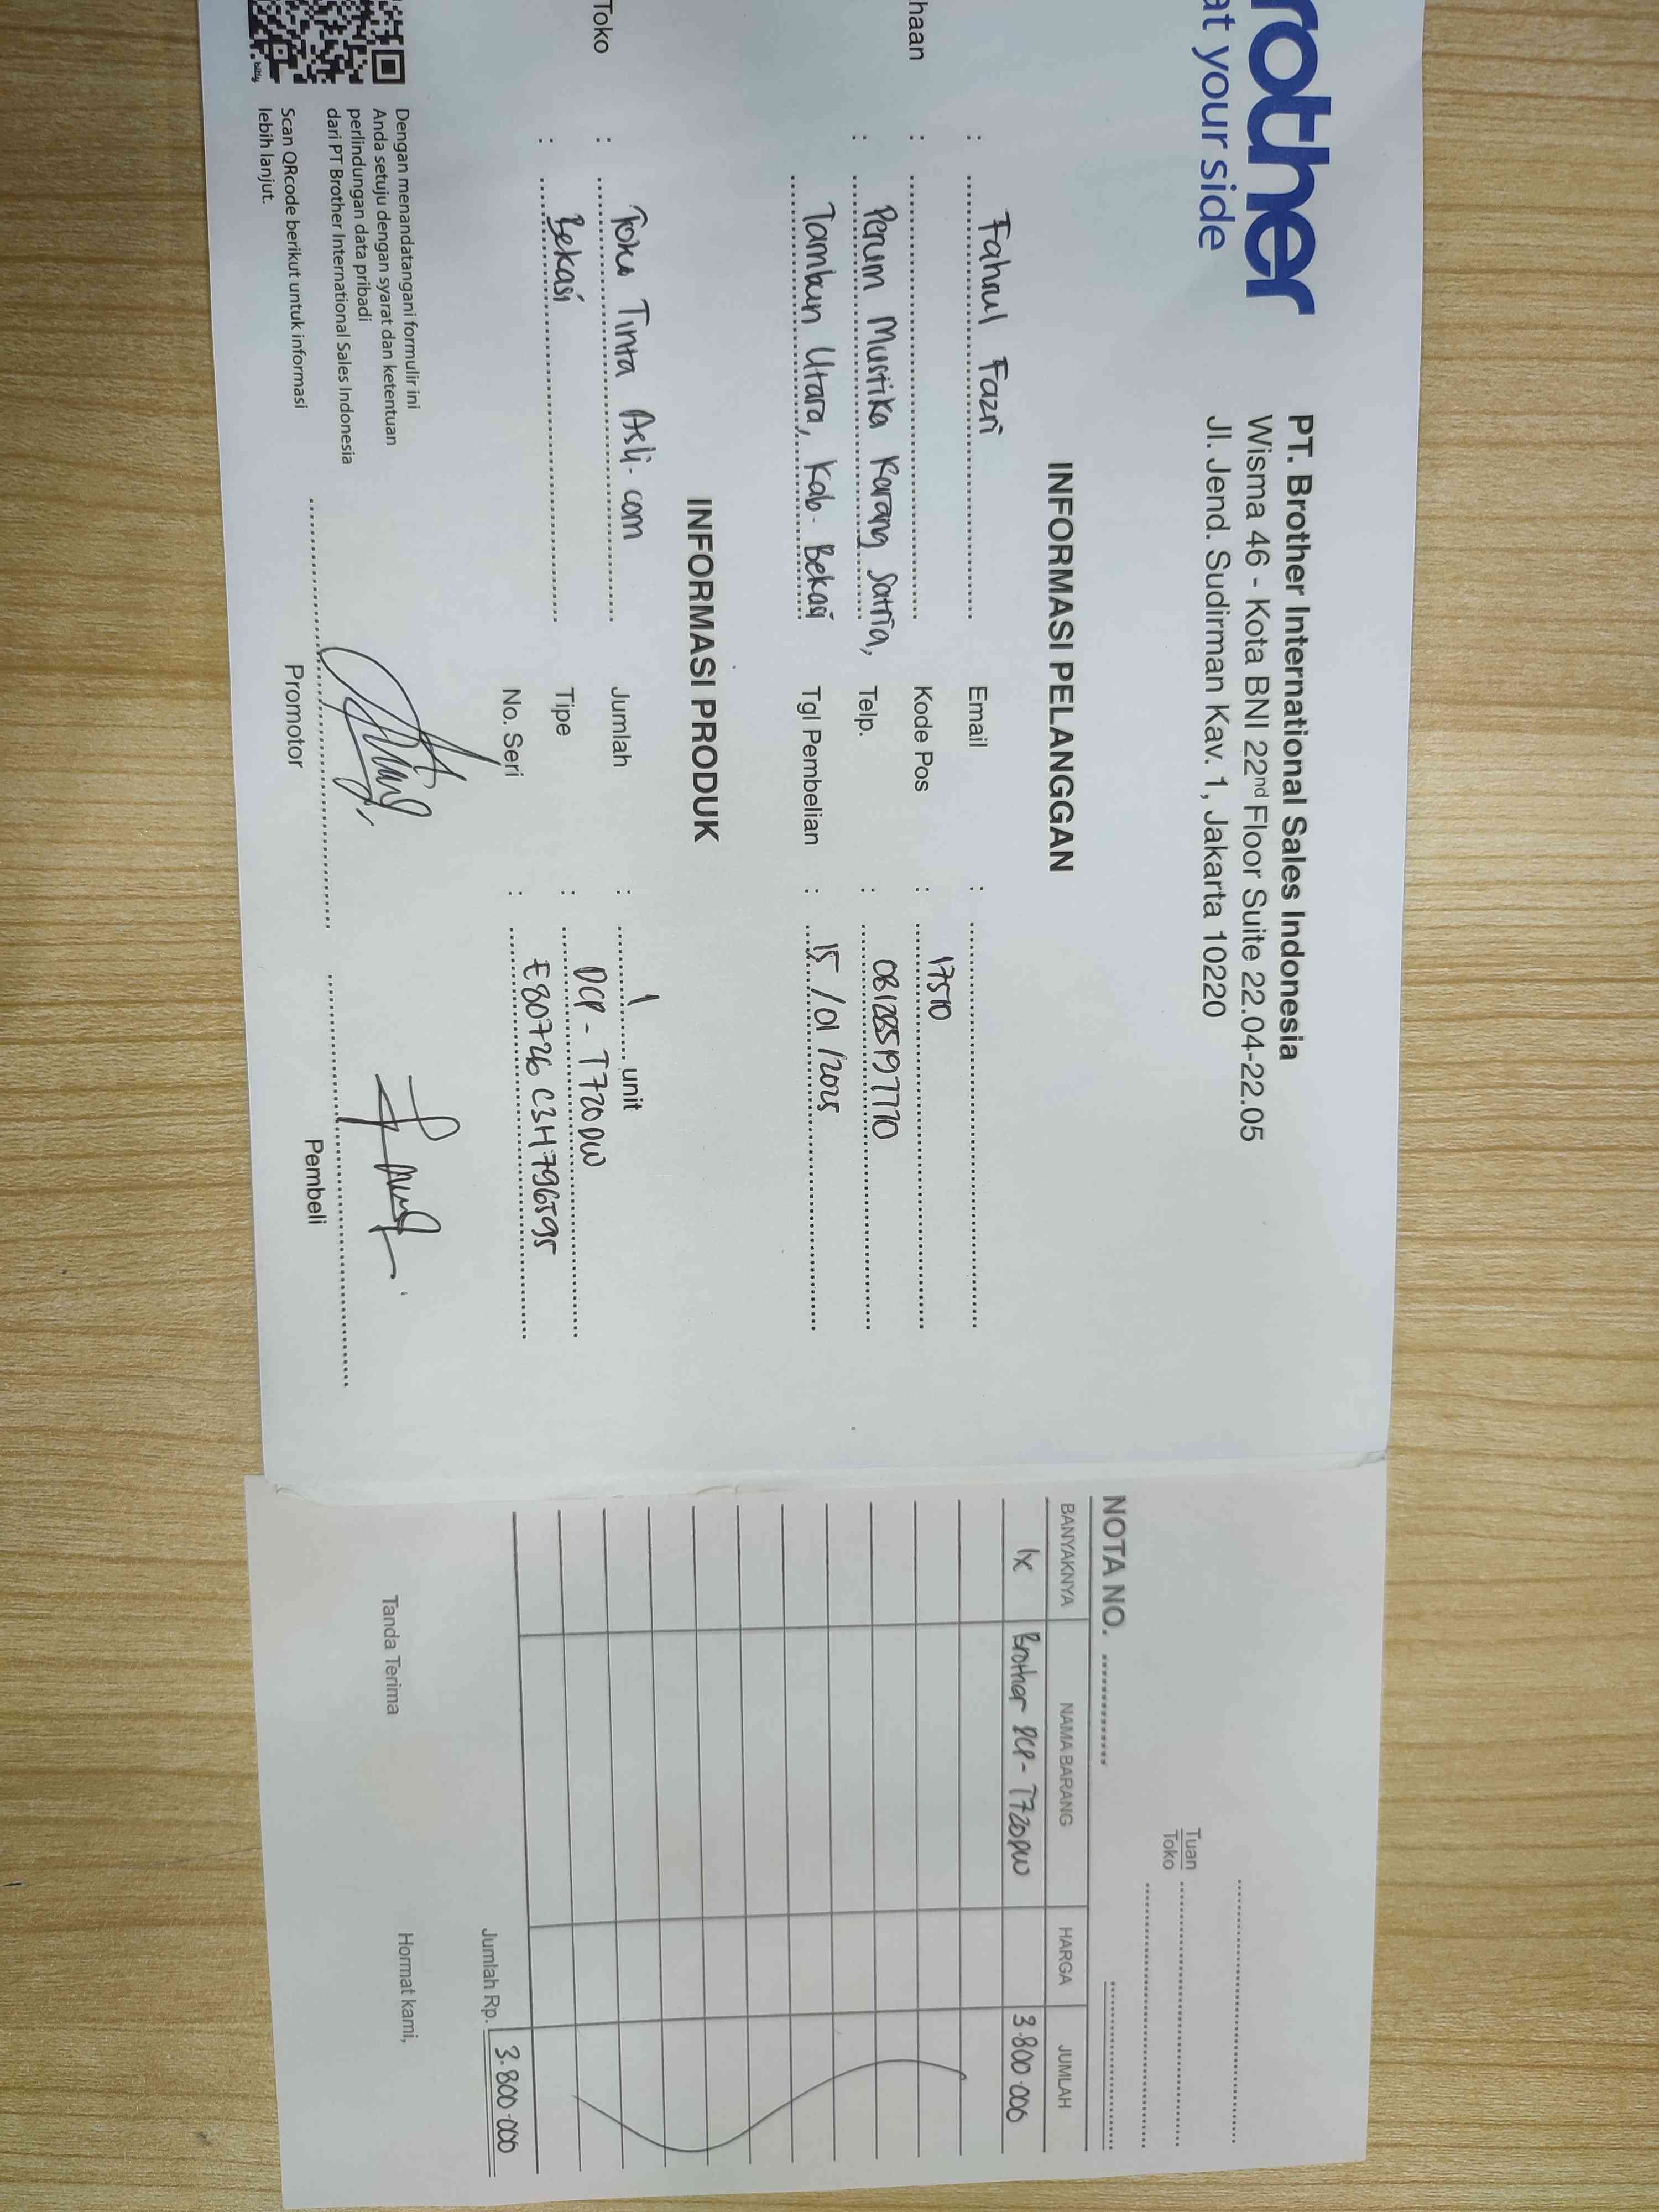 rother
at your side
PT. Brother International Sales Indonesia
Wisma 46 - Kota BNI 22nd Floor Suite 22.04-22.05
Jl. Jend. Sudirman Kav. 1, Jakarta 10220
INFORMASI PELANGGAN
: Fahrul Fazri Email :
haan : Kode Pos : 17510
: Perum Mustika Karang Satria, Telp. : 081285197770
Tambun Utara, Kab. Bekasi Tgl Pembelian : 15/01/2025
INFORMASI PRODUK
Toko : Toko Tinta Asli.com Jumlah : 1 unit
: Bekasi Tipe : DCP-T720DW
No. Seri : E80726C3H796595
Dengan menandatangani formulir ini
Anda setuju dengan syarat dan ketentuan
perlindungan data pribadi
dari PT Brother International Sales Indonesia
Scan QRcode berikut untuk informasi
lebih lanjut.
bitly
Promotor Pembeli
Tuan
Toko
NOTA NO.
BANYAKNYA NAMA BARANG HARGA JUMLAH
1x Brother DCP-T720DW 3.800.000
Jumlah Rp. 3.800.000
Tanda Terima Hormat kami,